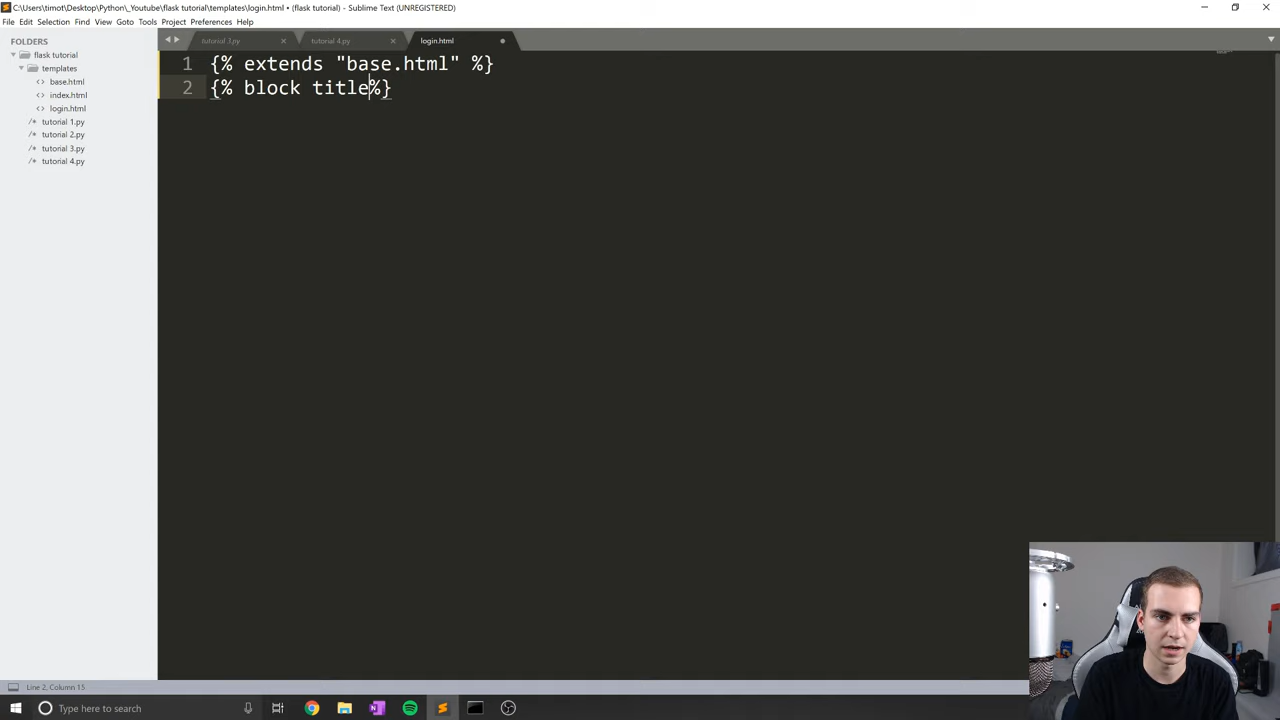 C:\Users\timot\Desktop\Python\_Youtube\flask tutorial\templates\login.html • (flask tutorial) - Sublime Text (UNREGISTERED)
File Edit Selection Find View Goto Tools Project Preferences Help
FOLDERS
flask tutorial
templates
base.html
index.html
login.html
tutorial 1.py
tutorial 2.py
tutorial 3.py
tutorial 4.py
tutorial 4.py
login.html
1 {% extends "base.html" %}
2 {% block title%}
Line 2, Column 15
Type here to search